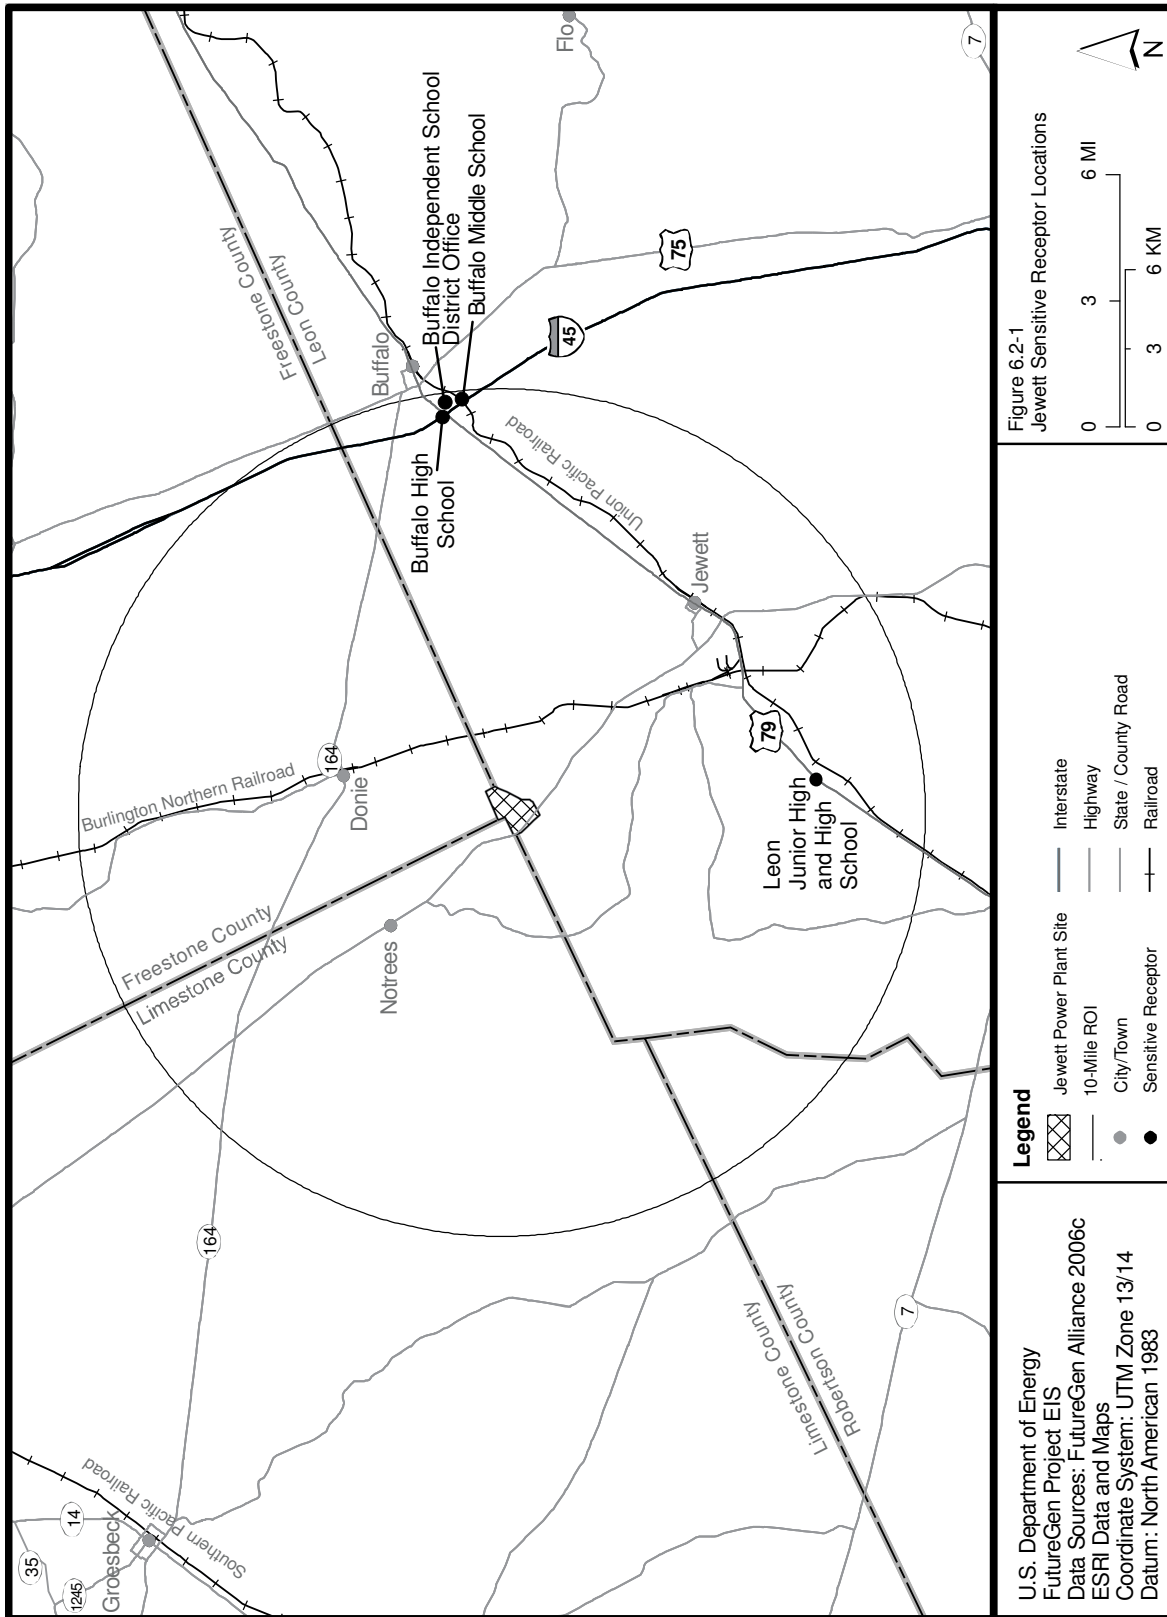 35
14
1245
Groesbeck
Southern Pacific Railroad
164
Freestone County
Limestone County
Notrees
Burlington Northern Railroad
164
Donie
Freestone County
Leon County
Buffalo
Buffalo High
School
Buffalo Independent School
District Office
Buffalo Middle School
Flo
7
45
75
Union Pacific Railroad
Jewett
79
Leon
Junior High
and High
School
Limestone County
Robertson County
7
U.S. Department of Energy
FutureGen Project EIS
Data Sources: FutureGen Alliance 2006c
ESRI Data and Maps
Coordinate System: UTM Zone 13/14
Datum: North American 1983
Legend
Jewett Power Plant Site
10-Mile ROI
City/Town
Sensitive Receptor
Interstate
Highway
State / County Road
Railroad
Figure 6.2-1
Jewett Sensitive Receptor Locations
0 3 6 MI
0 3 6 KM
N